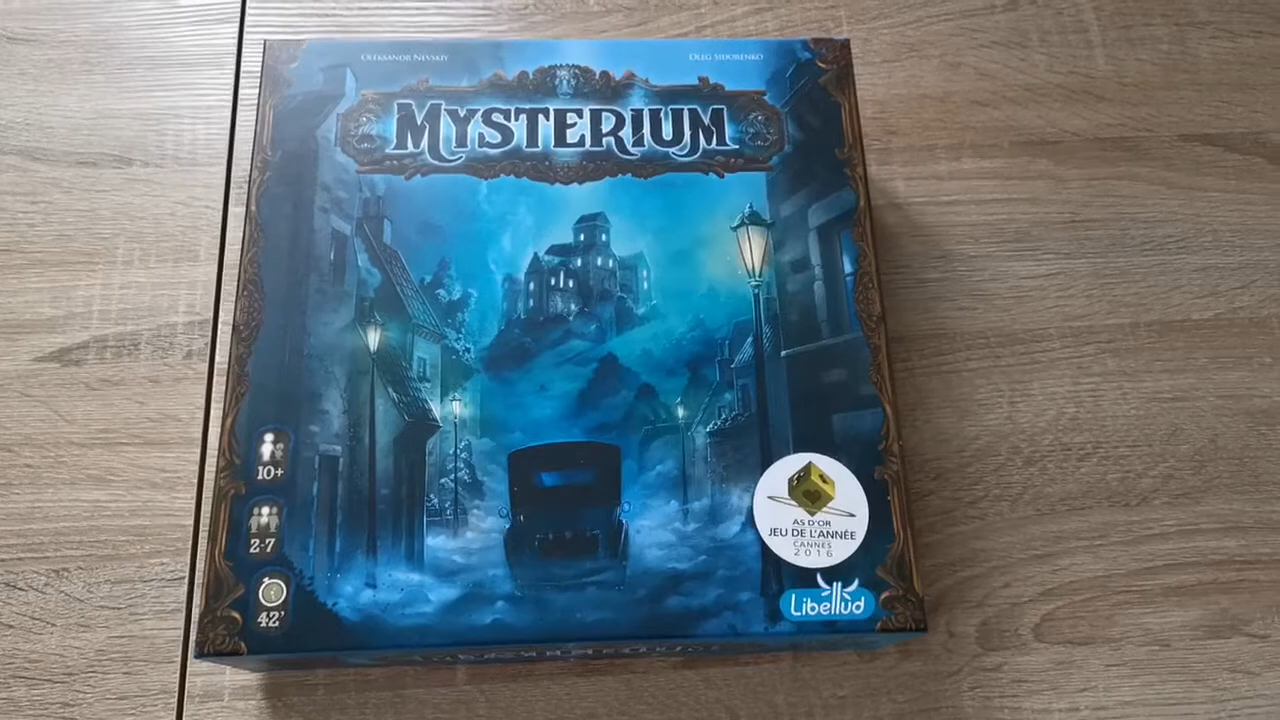 OLEKSANDR NEVSKIY
OLEG SIDORENKO
MYSTERIUM
10+
2-7
42'
AS D'OR
JEU DE L'ANNÉE
CANNES
2016
Libellud